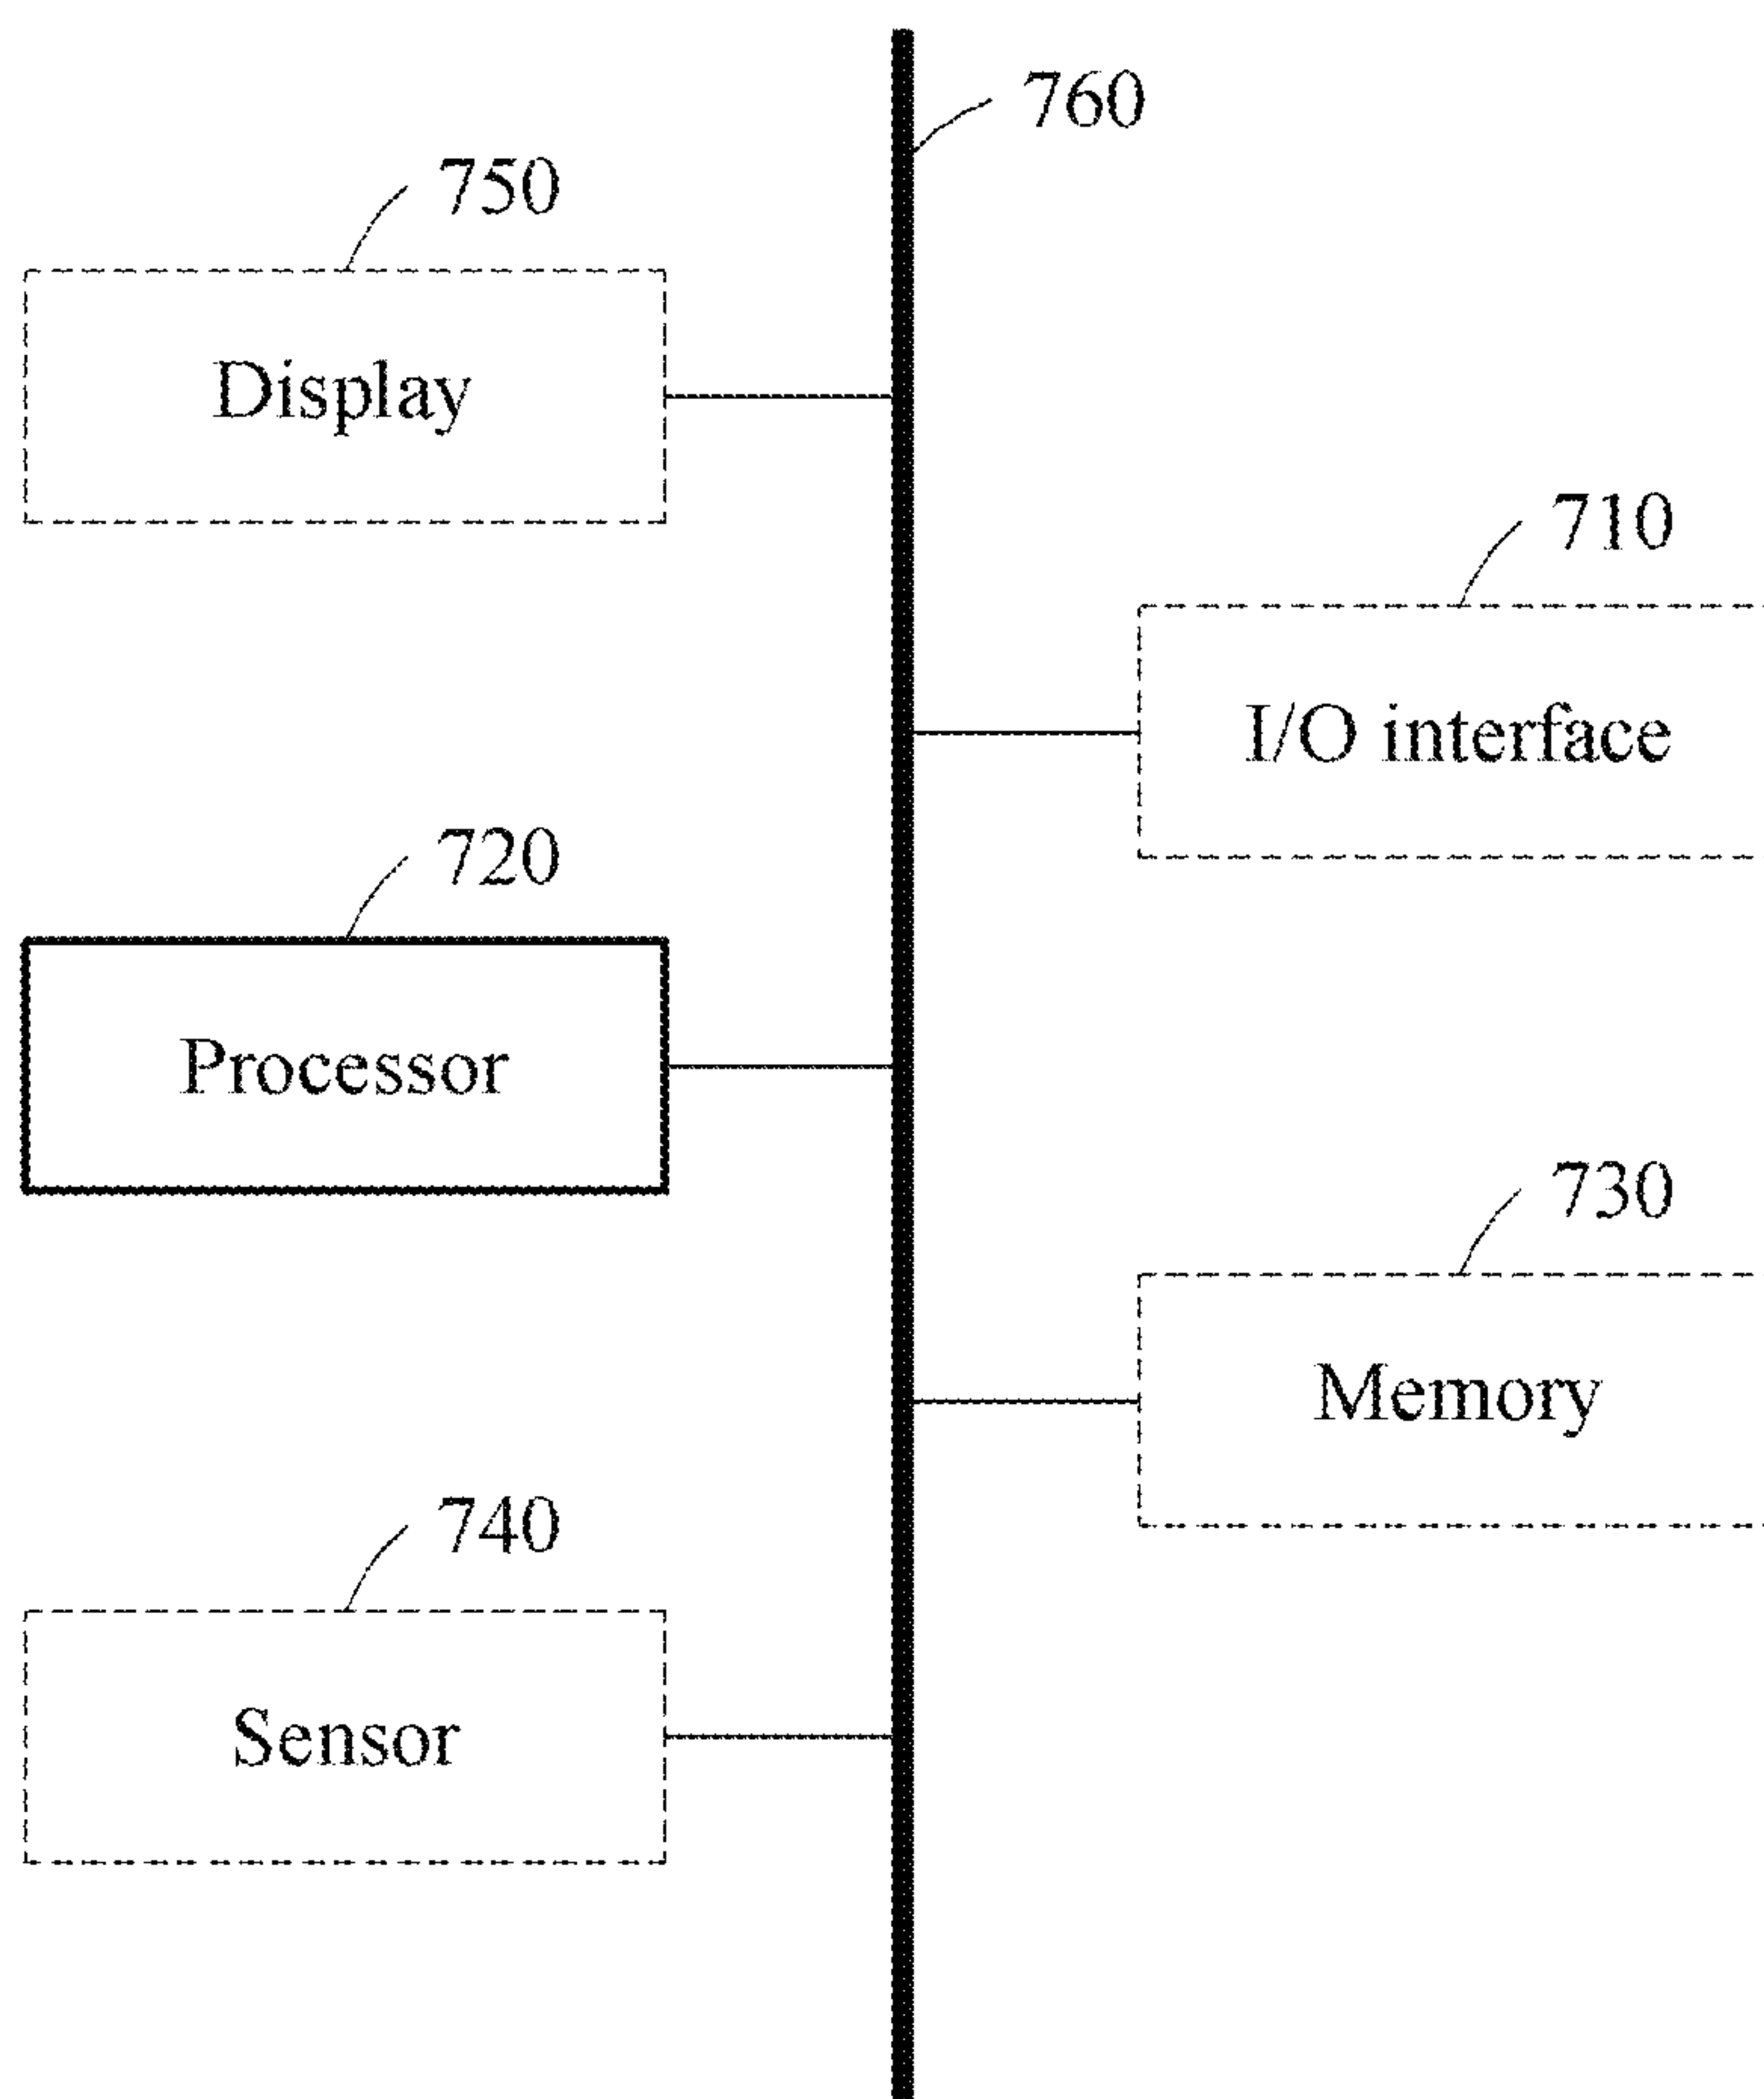 760
750
Display
710
I/O interface
720
Processor
730
Memory
740
Sensor